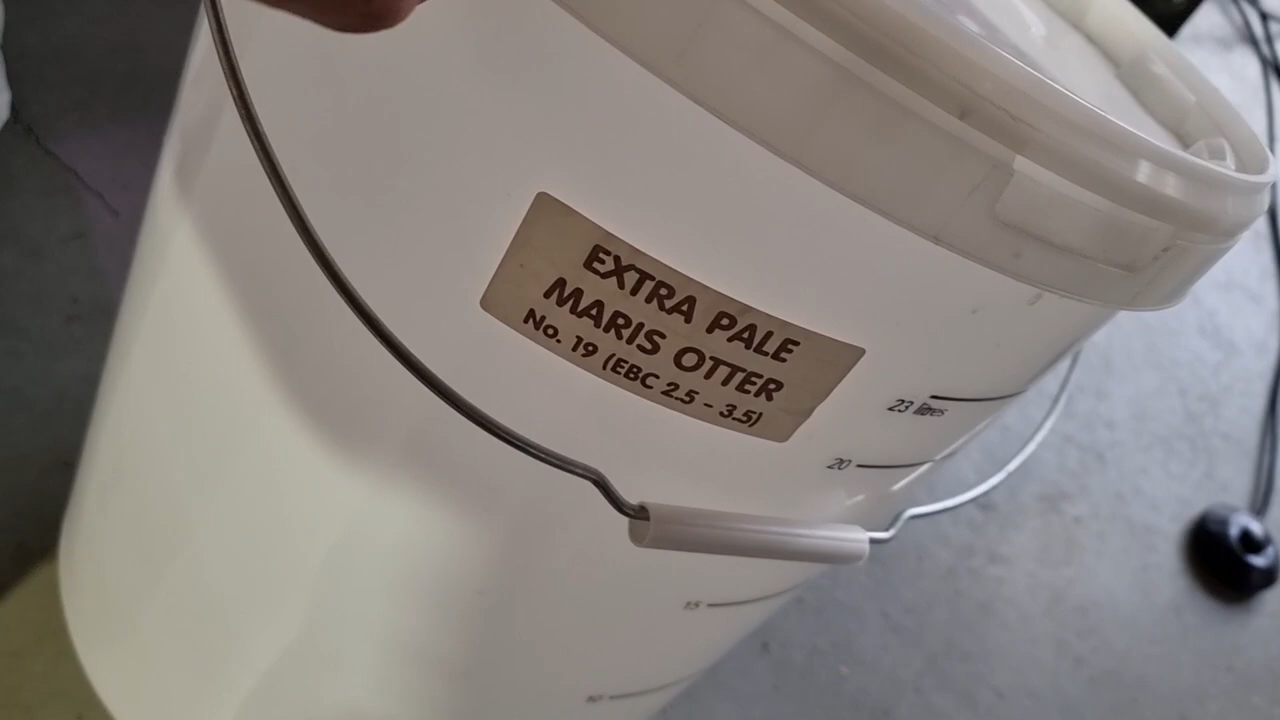 EXTRA PALE
MARIS OTTER
No. 19 (EBC 2.5 - 3.5)
23 litres
20
15